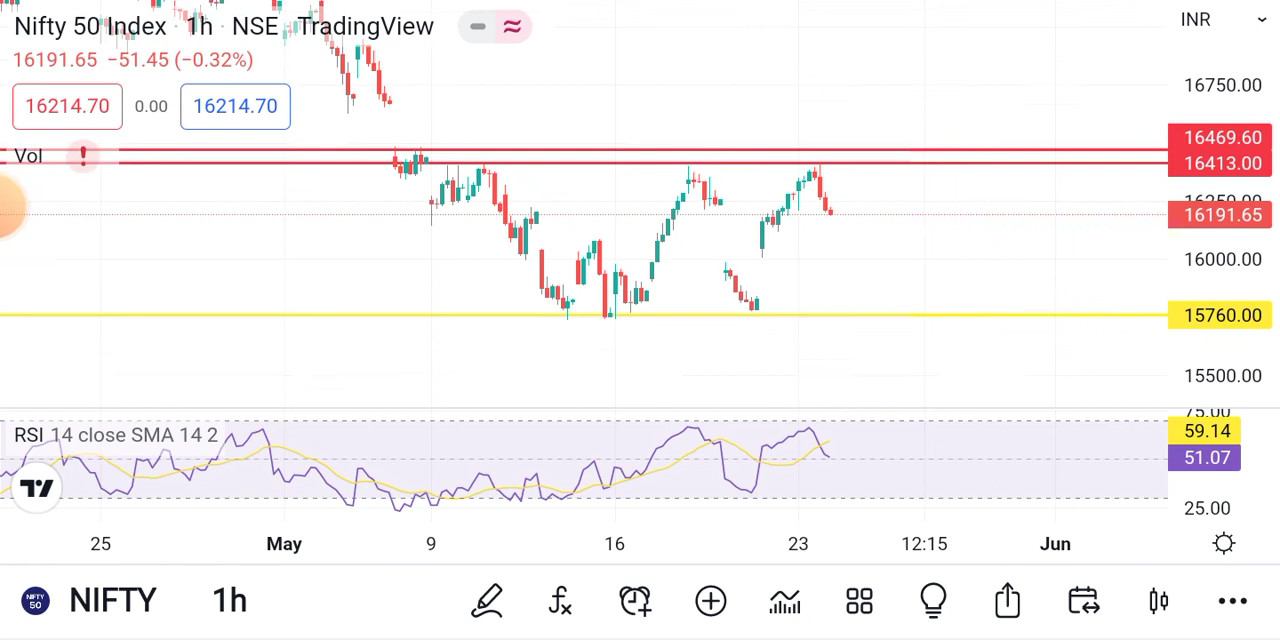 Nifty 50 Index · 1h · NSE · TradingView
INR
16191.65 −51.45 (−0.32%)
16750.00
16214.70 0.00 16214.70
16469.60
Vol
16413.00
16250.00
16191.65
16000.00
15760.00
15500.00
75.00
RSI 14 close SMA 14 2
59.14
51.07
25.00
25 May 9 16 23 12:15 Jun
NIFTY 50
NIFTY 1h